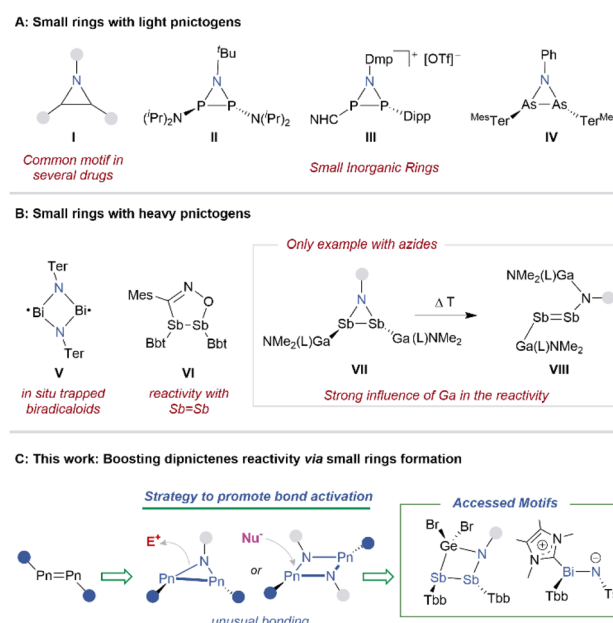 A: Small rings with light pnictogens
N
I
Common motif in
several drugs
tBu
N
P P
(iPr)2N N(iPr)2
II
Dmp + [OTf]−
N
P P
NHC Dipp
III
Small Inorganic Rings
Ph
N
As As
MesTer TerMe
IV
B: Small rings with heavy pnictogens
Ter
N
•Bi Bi•
N
Ter
V
in situ trapped
biradicaloids
Mes N O
Sb Sb
Bbt Bbt
VI
reactivity with
Sb=Sb
Only example with azides
N
Sb Sb
NMe2(L)Ga Ga(L)NMe2
VII
Δ T
NMe2(L)Ga
N
Sb=Sb
Ga(L)NMe2
VIII
Strong influence of Ga in the reactivity
C: This work: Boosting dipnictenes reactivity via small rings formation
Pn=Pn
Strategy to promote bond activation
E+
N
Pn Pn
or
Nu-
N Pn
Pn N
unusual bonding
Accessed Motifs
Br Br
Ge N
Sb Sb
Tbb Tbb
N N
Bi N
Tbb